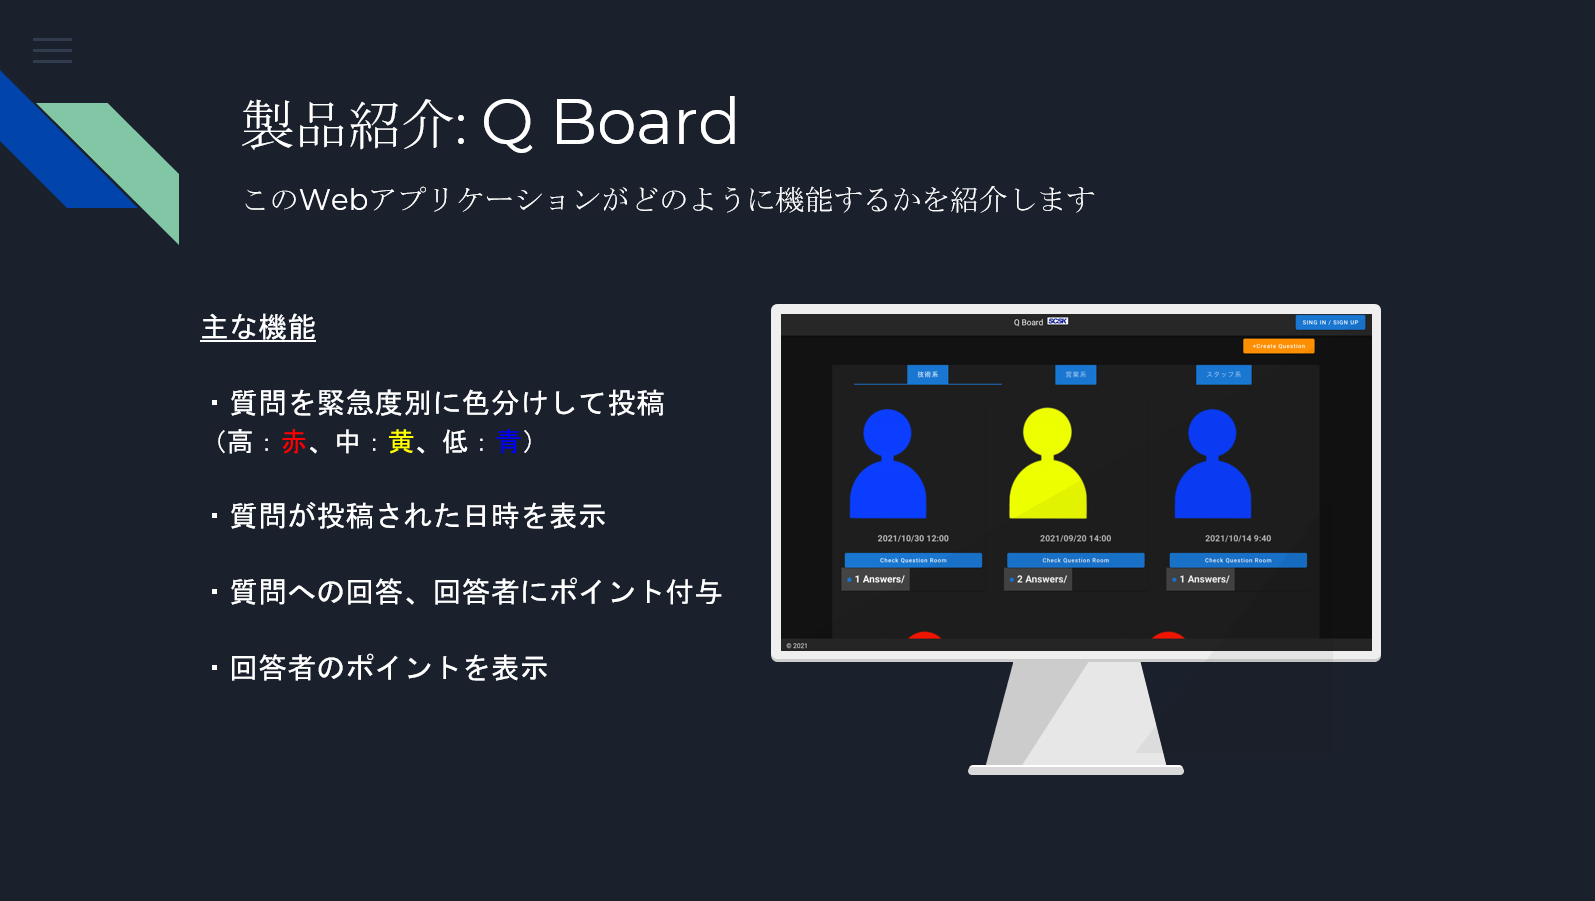 製品紹介: Q Board
このWebアプリケーションがどのように機能するかを紹介します
主な機能
・質問を緊急度別に色分けして投稿
（高：赤、中：黄、低：青）
・質問が投稿された日時を表示
・質問への回答、回答者にポイント付与
・回答者のポイントを表示
Q Board SCSK
SING IN / SIGN UP
+Create Question
技術系 営業系 スタッフ系
2021/10/30 12:00 2021/09/20 14:00 2021/10/14 9:40
Check Question Room Check Question Room Check Question Room
1 Answers/ 2 Answers/ 1 Answers/
© 2021